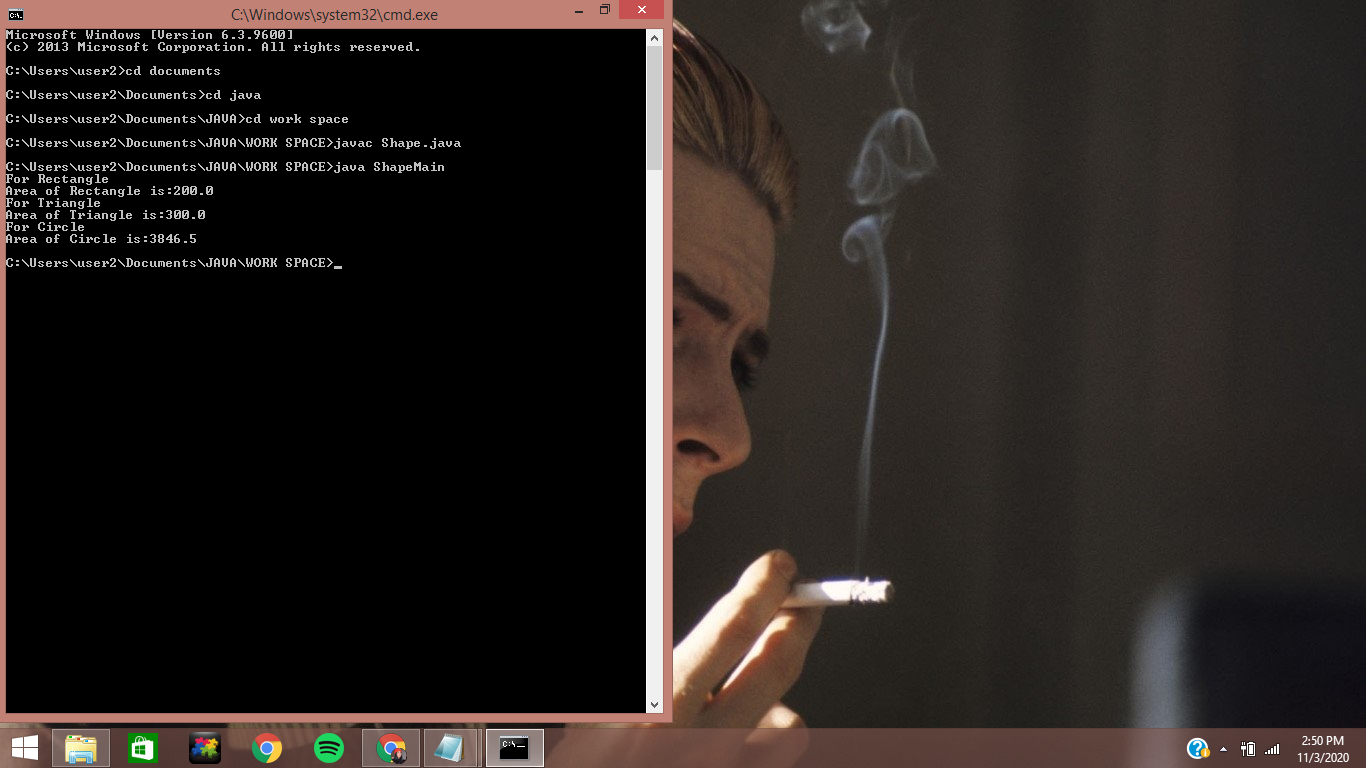 C:\Windows\system32\cmd.exe
Microsoft Windows [Version 6.3.9600]
(c) 2013 Microsoft Corporation. All rights reserved.
C:\Users\user2>cd documents
C:\Users\user2\Documents>cd java
C:\Users\user2\Documents\JAVA>cd work space
C:\Users\user2\Documents\JAVA\WORK SPACE>javac Shape.java
C:\Users\user2\Documents\JAVA\WORK SPACE>java ShapeMain
For Rectangle
Area of Rectangle is:200.0
For Triangle
Area of Triangle is:300.0
For Circle
Area of Circle is:3846.5
C:\Users\user2\Documents\JAVA\WORK SPACE>_
2:50 PM
11/3/2020